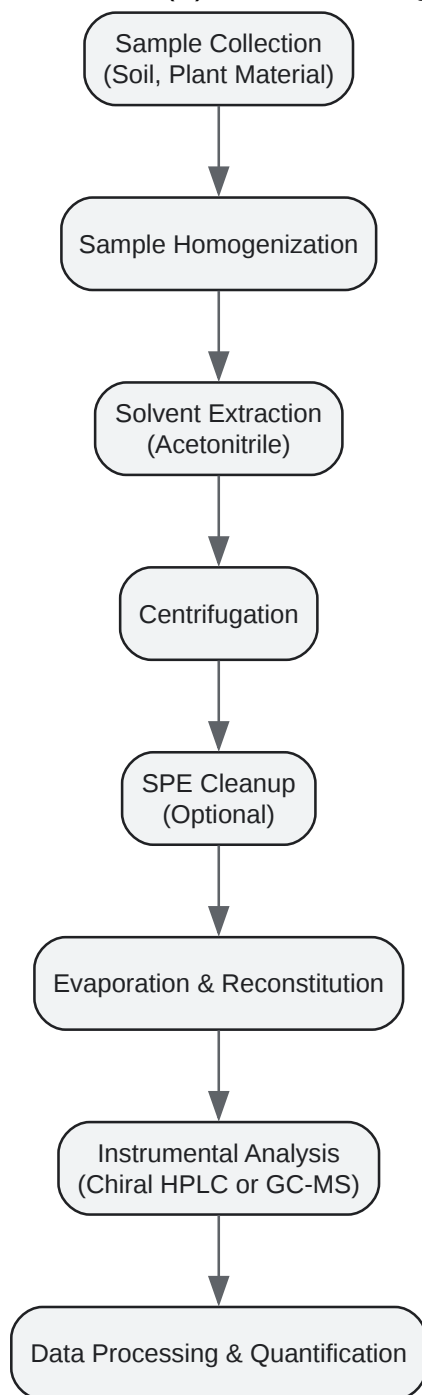 Sample Collection
(Soil, Plant Material)
Sample Homogenization
Solvent Extraction
(Acetonitrile)
Centrifugation
SPE Cleanup
(Optional)
Evaporation & Reconstitution
Instrumental Analysis
(Chiral HPLC or GC-MS)
Data Processing & Quantification